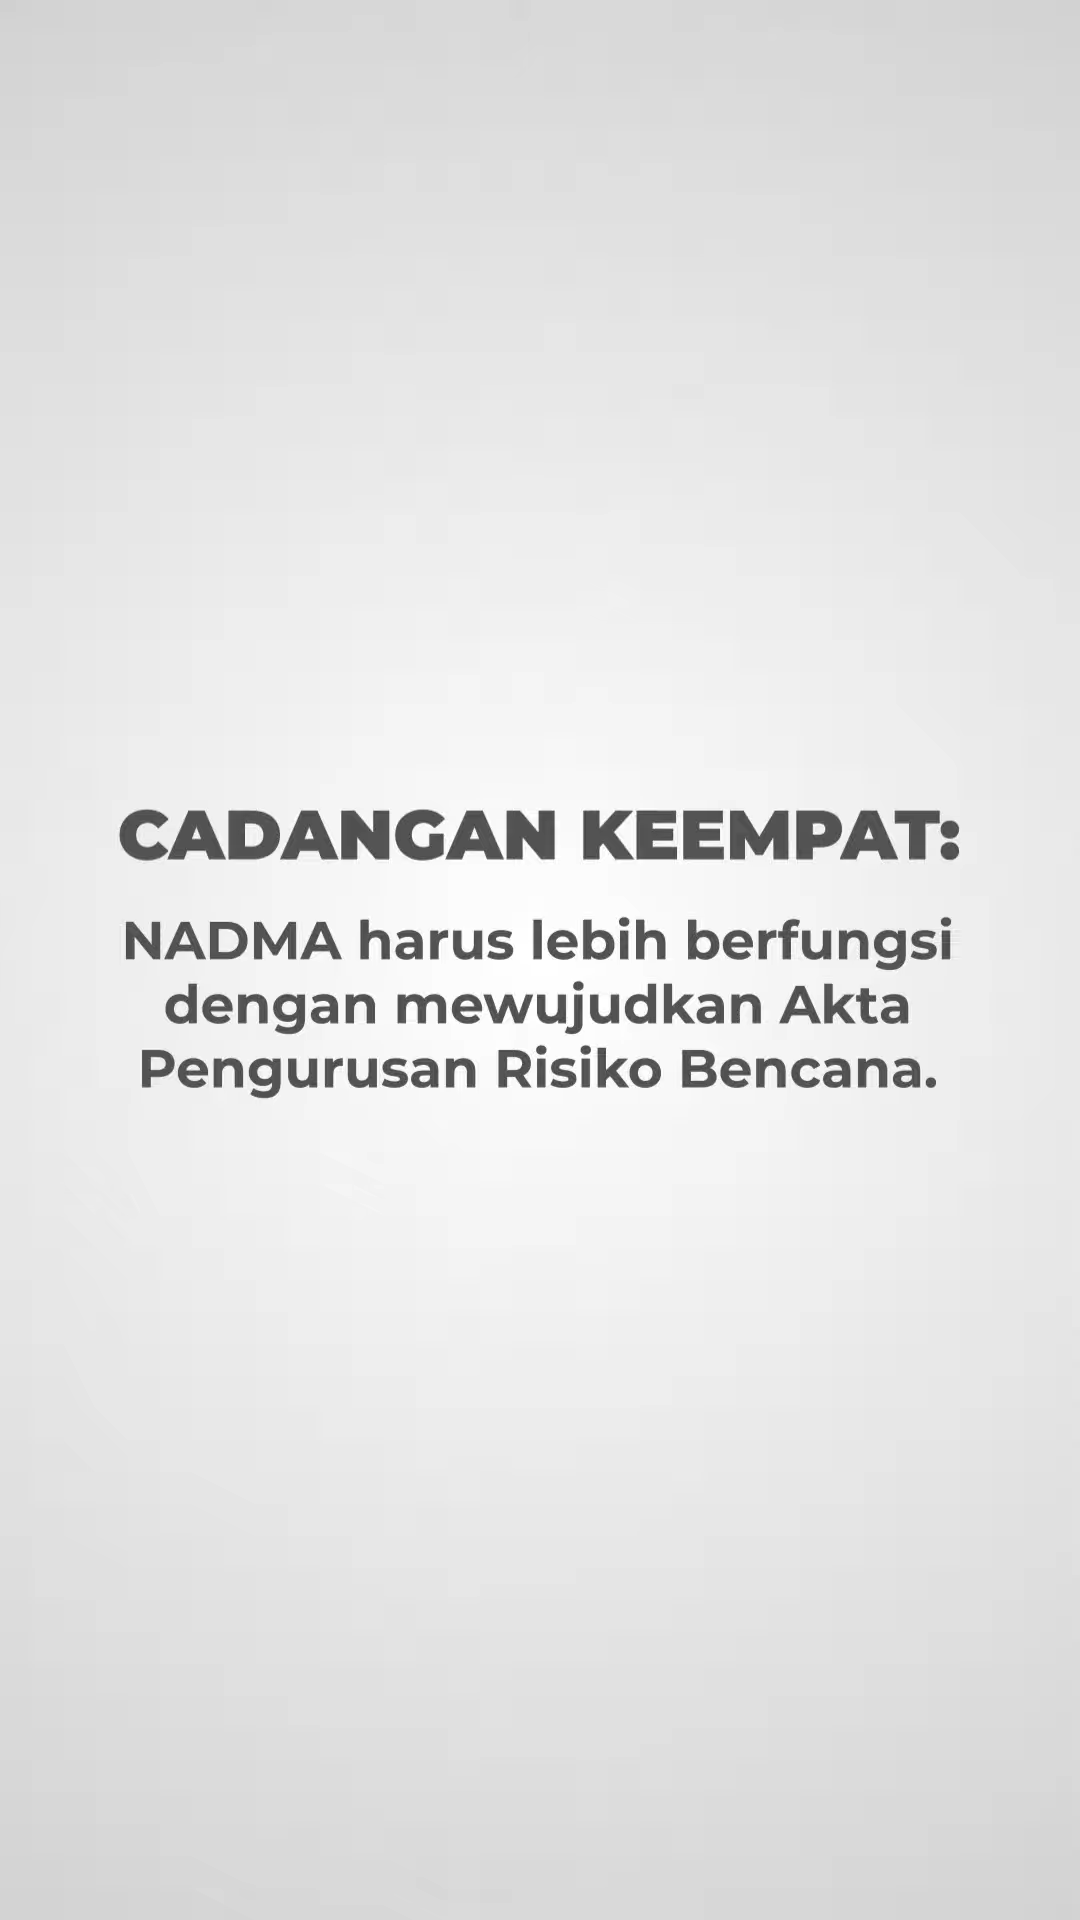 CADANGAN KEEMPAT:
NADMA harus lebih berfungsi
dengan mewujudkan Akta
Pengurusan Risiko Bencana.